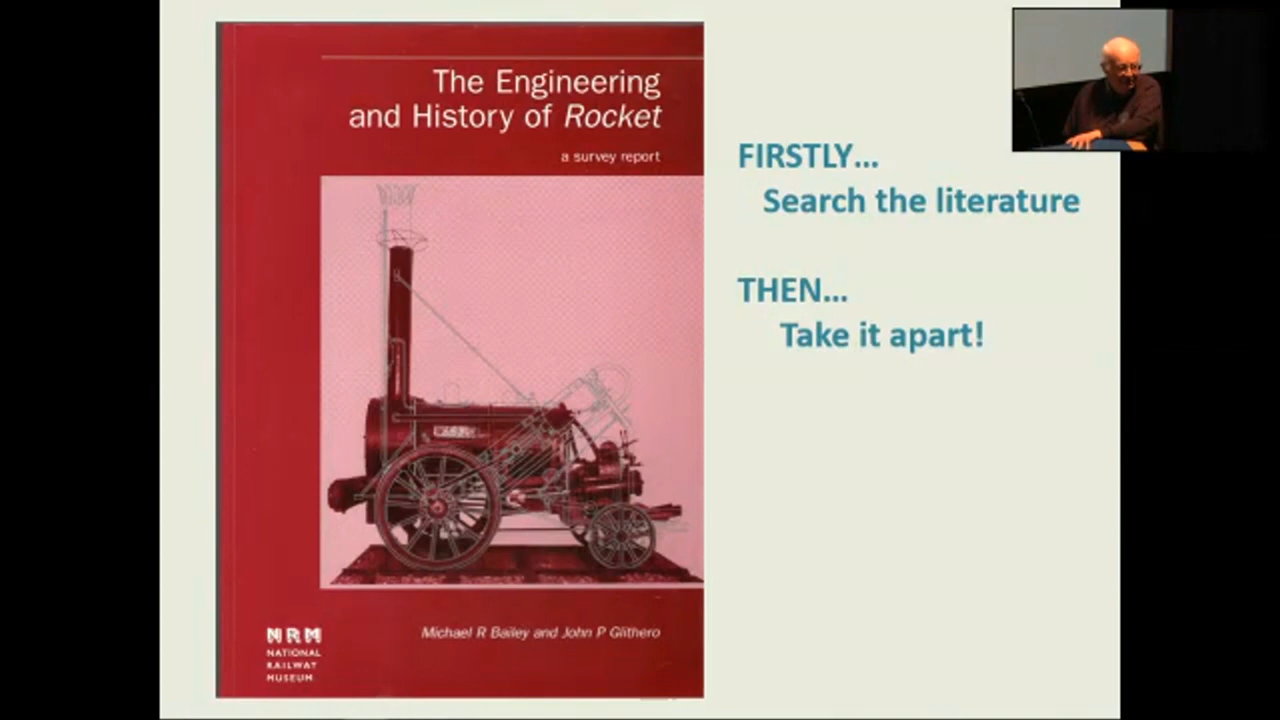 The Engineering
and History of Rocket
a survey report
NRM
NATIONAL
RAILWAY
MUSEUM
Michael R Bailey and John P Glithero
FIRSTLY...
Search the literature
THEN...
Take it apart!